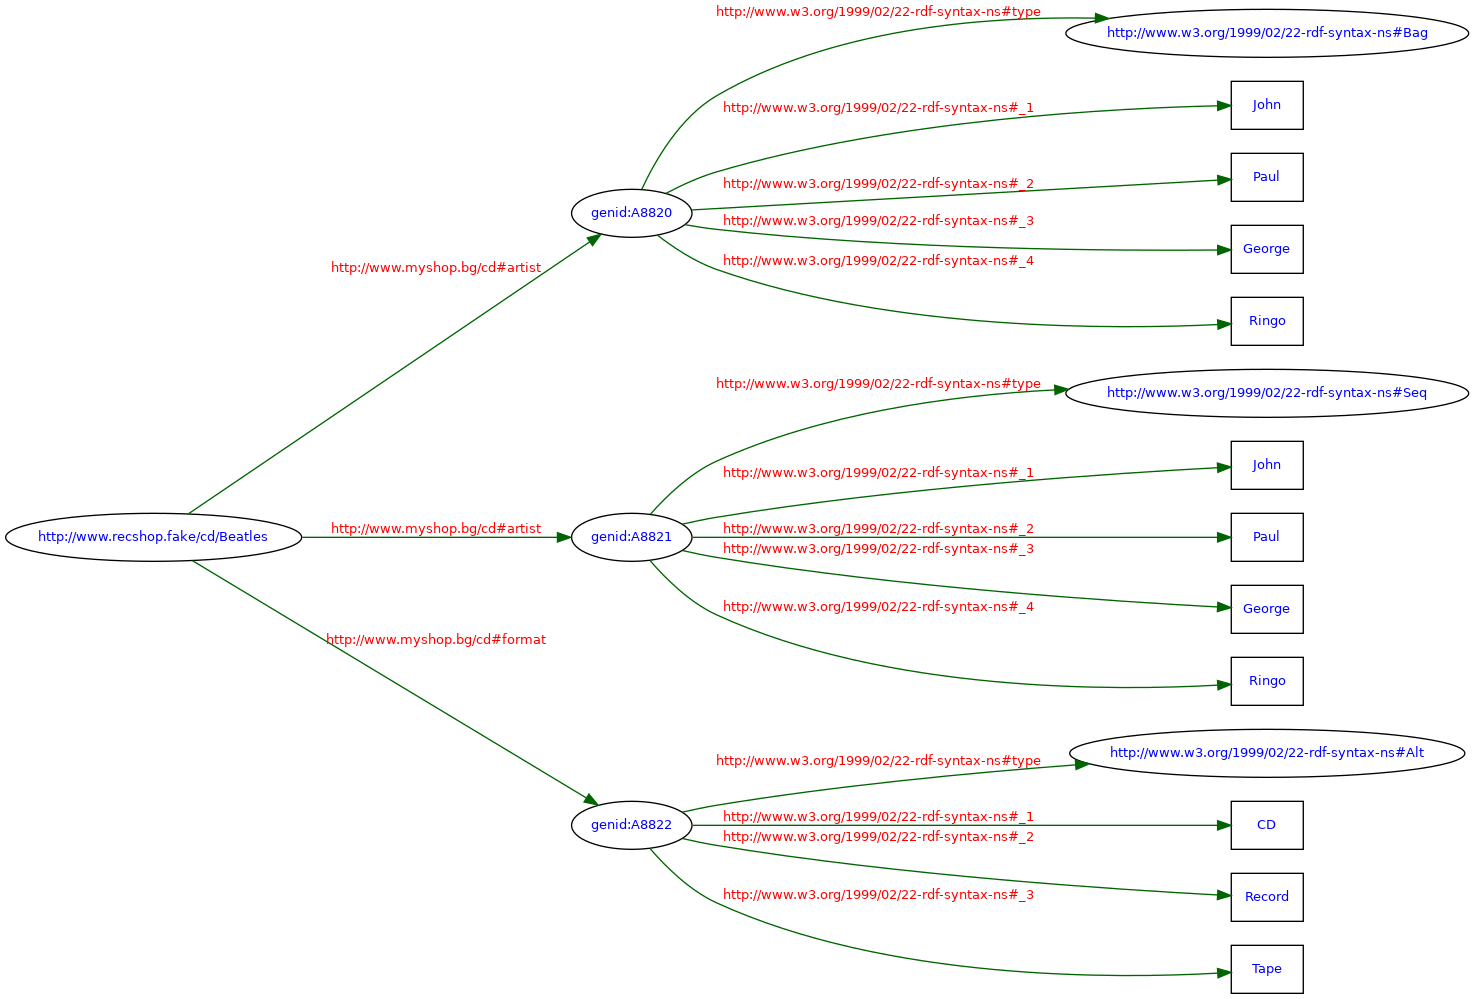 http://www.w3.org/1999/02/22-rdf-syntax-ns#type
http://www.w3.org/1999/02/22-rdf-syntax-ns#Bag
http://www.w3.org/1999/02/22-rdf-syntax-ns#_1
John
http://www.w3.org/1999/02/22-rdf-syntax-ns#_2
Paul
genid:A8820
http://www.w3.org/1999/02/22-rdf-syntax-ns#_3
George
http://www.w3.org/1999/02/22-rdf-syntax-ns#_4
http://www.myshop.bg/cd#artist
Ringo
http://www.w3.org/1999/02/22-rdf-syntax-ns#type
http://www.w3.org/1999/02/22-rdf-syntax-ns#Seq
http://www.w3.org/1999/02/22-rdf-syntax-ns#_1
John
http://www.myshop.bg/cd#artist
http://www.w3.org/1999/02/22-rdf-syntax-ns#_2
http://www.recshop.fake/cd/Beatles
genid:A8821
Paul
http://www.w3.org/1999/02/22-rdf-syntax-ns#_3
http://www.w3.org/1999/02/22-rdf-syntax-ns#_4
George
http://www.myshop.bg/cd#format
Ringo
http://www.w3.org/1999/02/22-rdf-syntax-ns#type
http://www.w3.org/1999/02/22-rdf-syntax-ns#Alt
http://www.w3.org/1999/02/22-rdf-syntax-ns#_1
genid:A8822
CD
http://www.w3.org/1999/02/22-rdf-syntax-ns#_2
http://www.w3.org/1999/02/22-rdf-syntax-ns#_3
Record
Tape